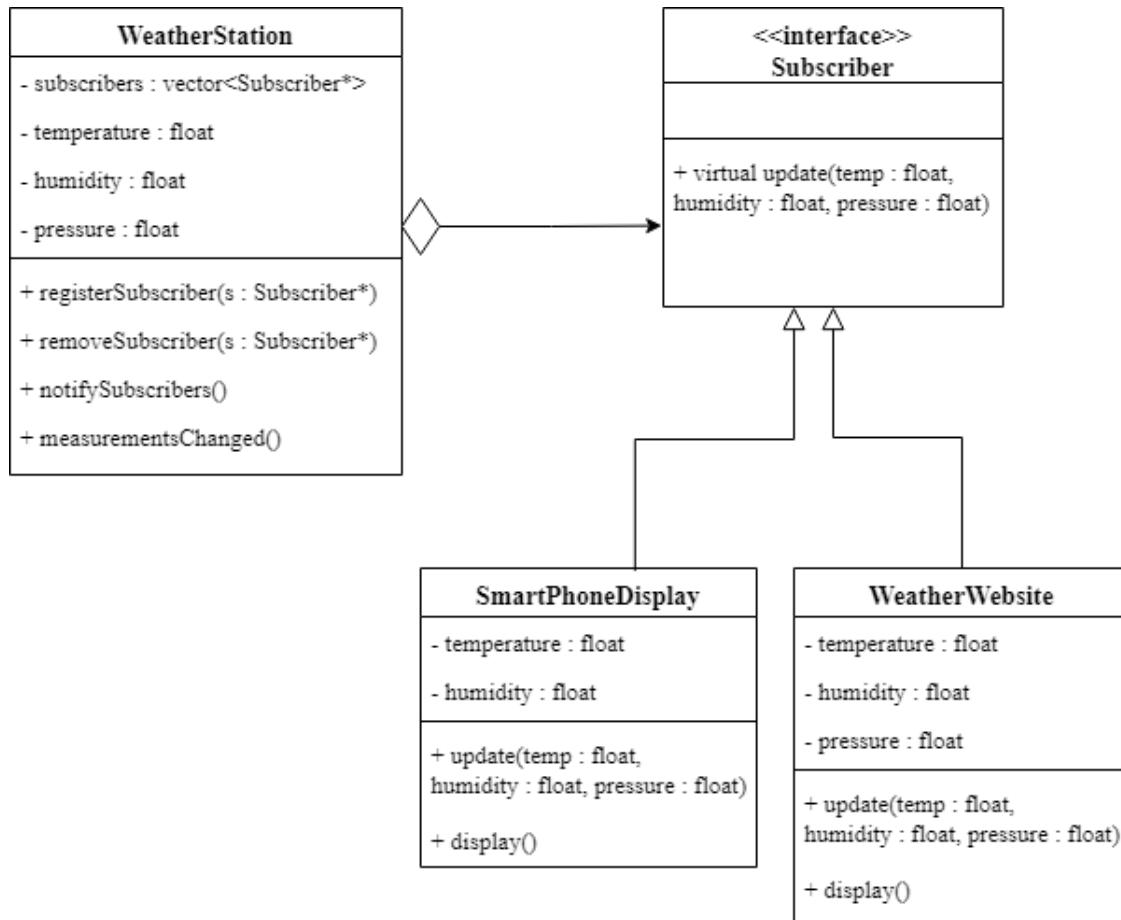 WeatherStation
- subscribers : vector<Subscriber*>
- temperature : float
- humidity : float
- pressure : float
+ registerSubscriber(s : Subscriber*)
+ removeSubscriber(s : Subscriber*)
+ notifySubscribers()
+ measurementsChanged()
<<interface>>
Subscriber
+ virtual update(temp : float,
humidity : float, pressure : float)
SmartPhoneDisplay
- temperature : float
- humidity : float
+ update(temp : float,
humidity : float, pressure : float)
+ display()
WeatherWebsite
- temperature : float
- humidity : float
- pressure : float
+ update(temp : float,
humidity : float, pressure : float)
+ display()